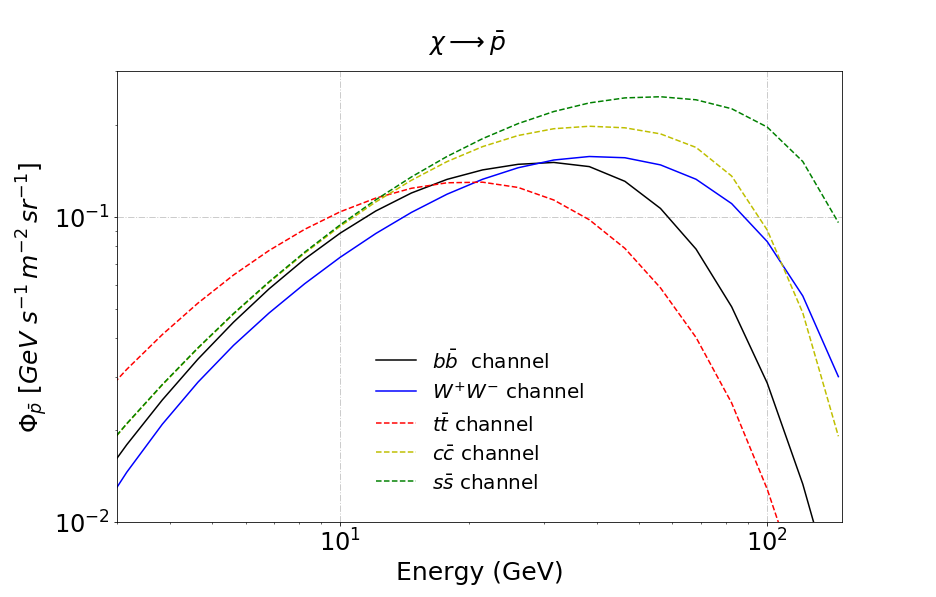 χ ⟶ p̄
Φ_p̄ [GeV s⁻¹ m⁻² sr⁻¹]
10⁻¹
10⁻²
bb̄ channel
W⁺W⁻ channel
tt̄ channel
cc̄ channel
ss̄ channel
10¹ 10²
Energy (GeV)